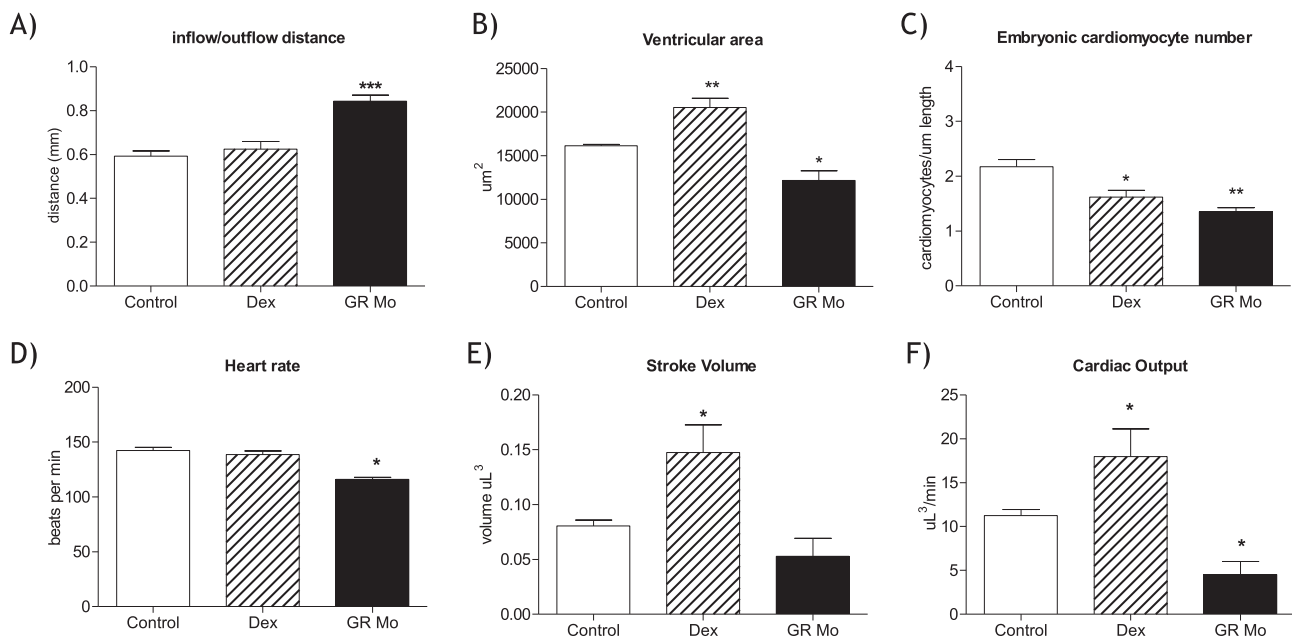 A)
inflow/outflow distance
distance (mm)
1.0
0.8
0.6
0.4
0.2
0.0
***
Control Dex GR Mo
B)
Ventricular area
um²
25000
20000
15000
10000
5000
0
**
*
Control Dex GR Mo
C)
Embryonic cardiomyocyte number
cardiomyocytes/um length
4
3
2
1
0
*
**
Control Dex GR Mo
D)
Heart rate
beats per min
200
150
100
50
0
*
Control Dex GR Mo
E)
Stroke Volume
volume uL³
0.20
0.15
0.10
0.05
0.00
*
Control Dex GR Mo
F)
Cardiac Output
uL³/min
25
20
15
10
5
0
*
*
Control Dex GR Mo